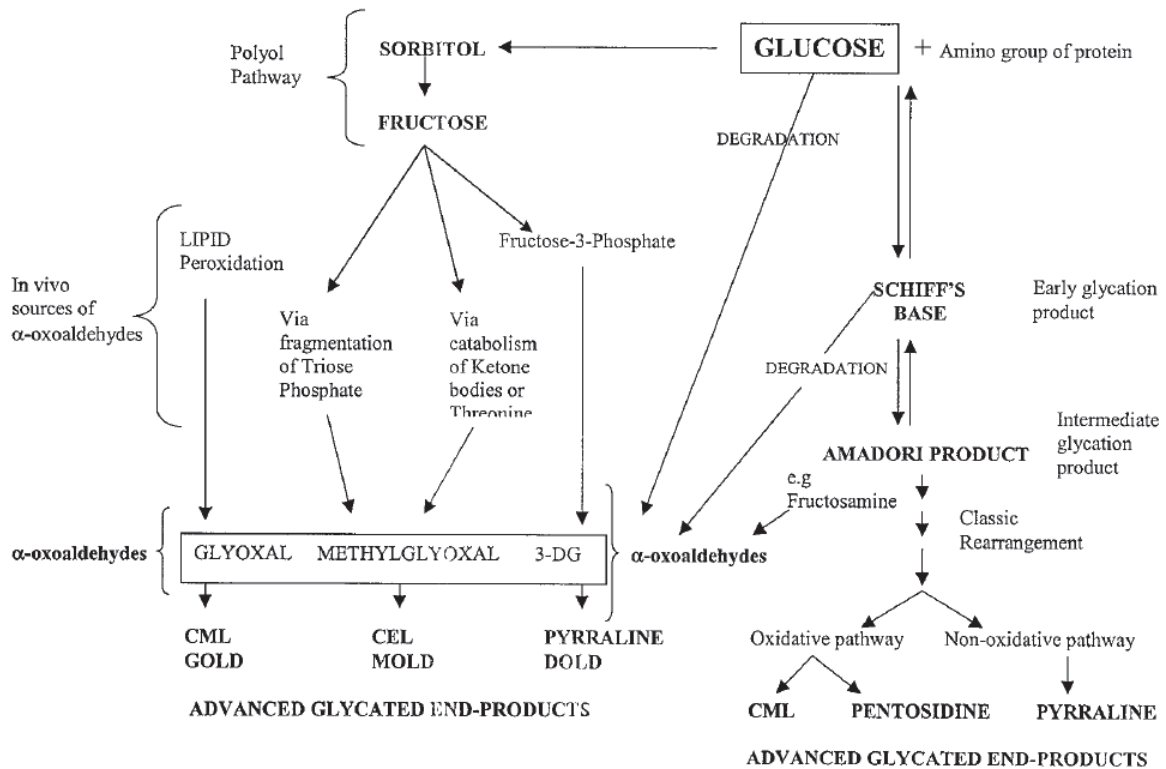 Polyol
Pathway
SORBITOL
FRUCTOSE
GLUCOSE
+ Amino group of protein
DEGRADATION
In vivo
sources of
α-oxoaldehydes
LIPID
Peroxidation
Fructose-3-Phosphate
Via
fragmentation
of Triose
Phosphate
Via
catabolism
of Ketone
bodies or
Threonine
SCHIFF'S
BASE
Early glycation
product
DEGRADATION
AMADORI PRODUCT
Intermediate
glycation
product
e.g
Fructosamine
Classic
Rearrangement
α-oxoaldehydes
GLYOXAL METHYLGLYOXAL 3-DG
α-oxoaldehydes
CML
GOLD
CEL
MOLD
PYRRALINE
DOLD
ADVANCED GLYCATED END-PRODUCTS
Oxidative pathway
Non-oxidative pathway
CML
PENTOSIDINE
PYRRALINE
ADVANCED GLYCATED END-PRODUCTS